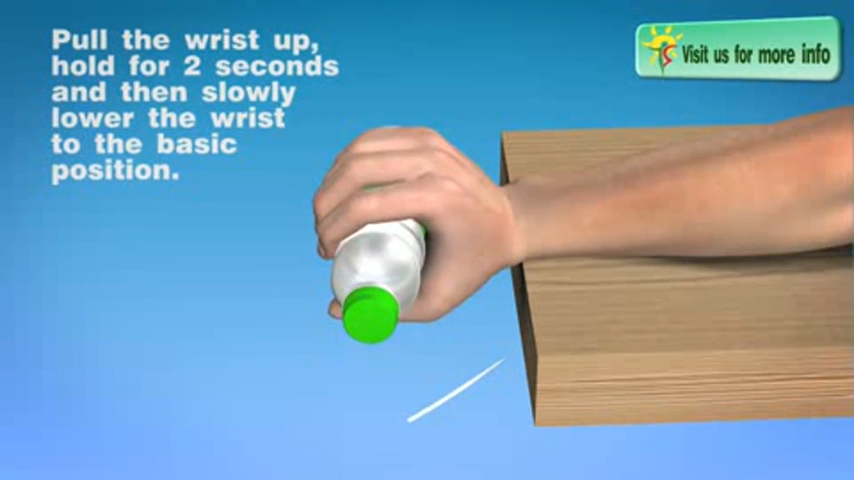 Pull the wrist up,
hold for 2 seconds
and then slowly
lower the wrist
to the basic
position.
Visit us for more info